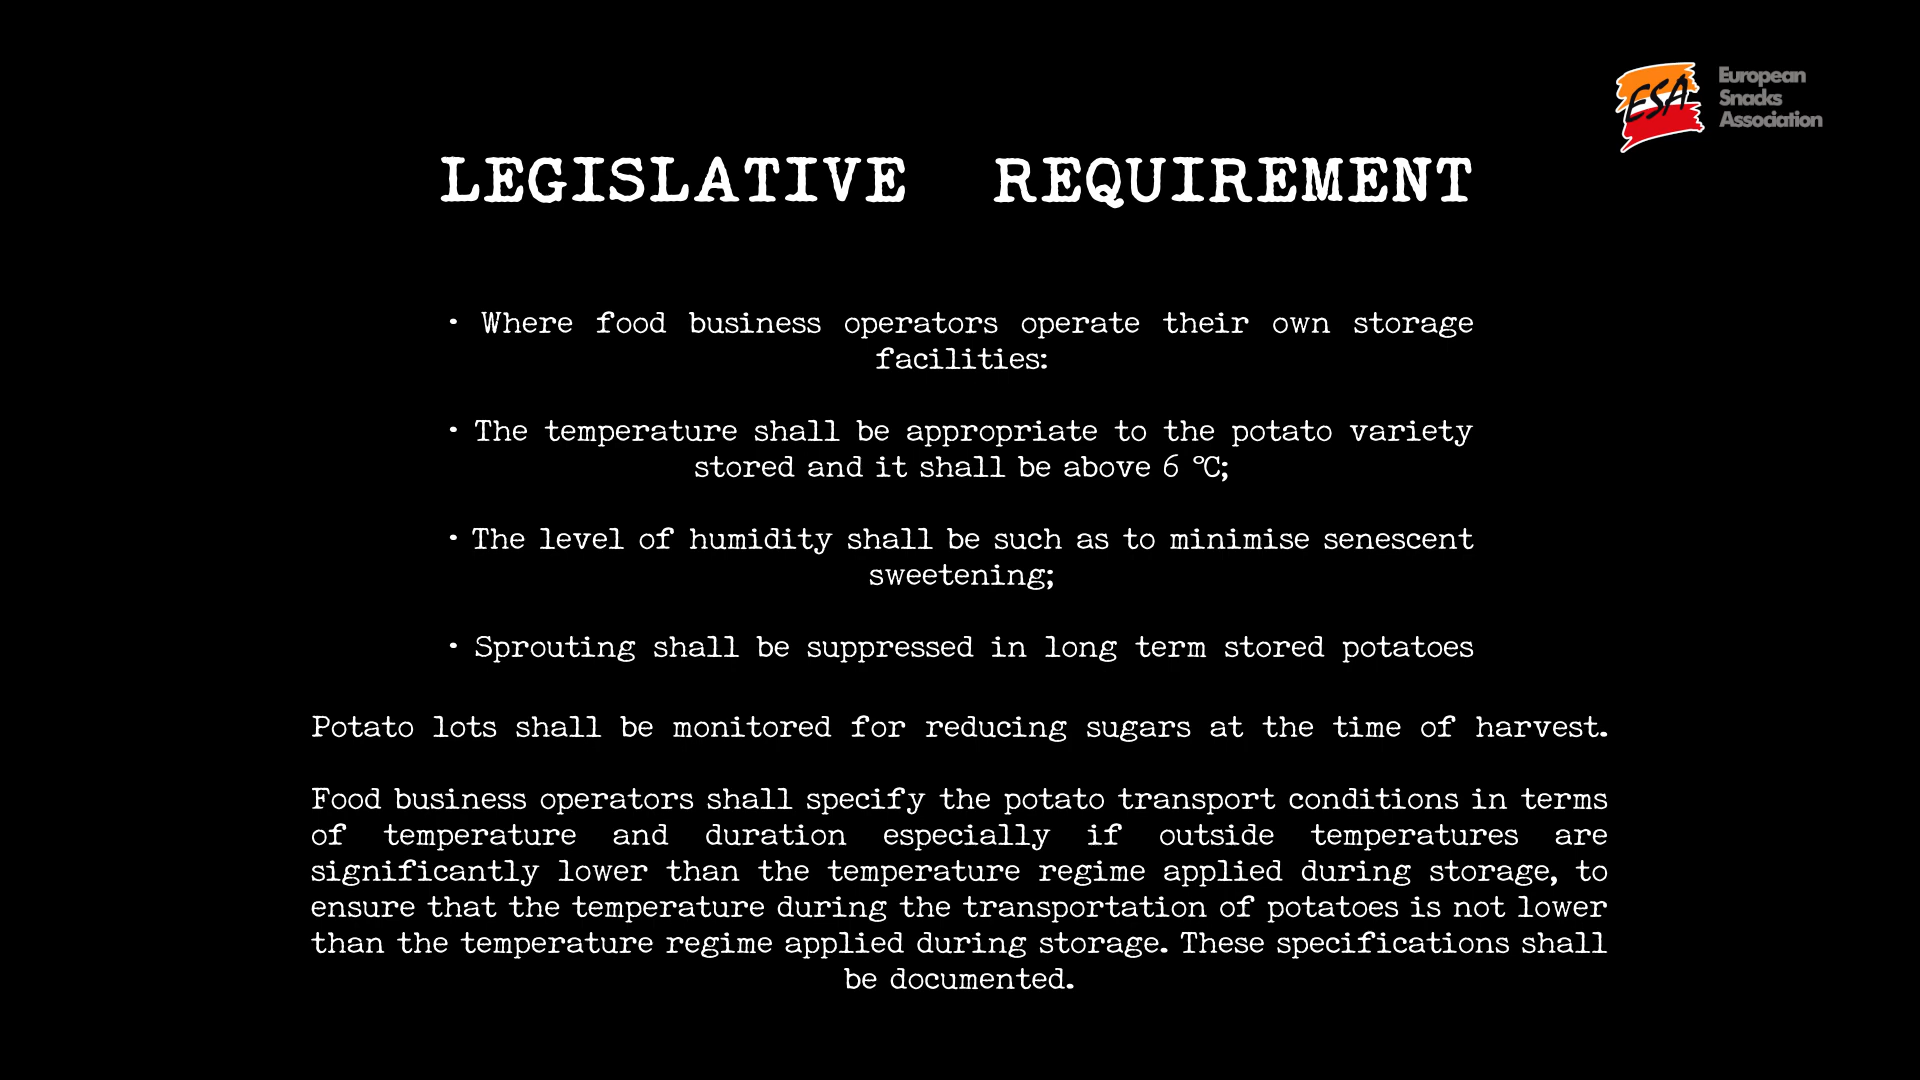 ESA
European
Snacks
Association
LEGISLATIVE REQUIREMENT
• Where food business operators operate their own storage
facilities:
• The temperature shall be appropriate to the potato variety
stored and it shall be above 6 °C;
• The level of humidity shall be such as to minimise senescent
sweetening;
• Sprouting shall be suppressed in long term stored potatoes
Potato lots shall be monitored for reducing sugars at the time of harvest.
Food business operators shall specify the potato transport conditions in terms
of temperature and duration especially if outside temperatures are
significantly lower than the temperature regime applied during storage, to
ensure that the temperature during the transportation of potatoes is not lower
than the temperature regime applied during storage. These specifications shall
be documented.